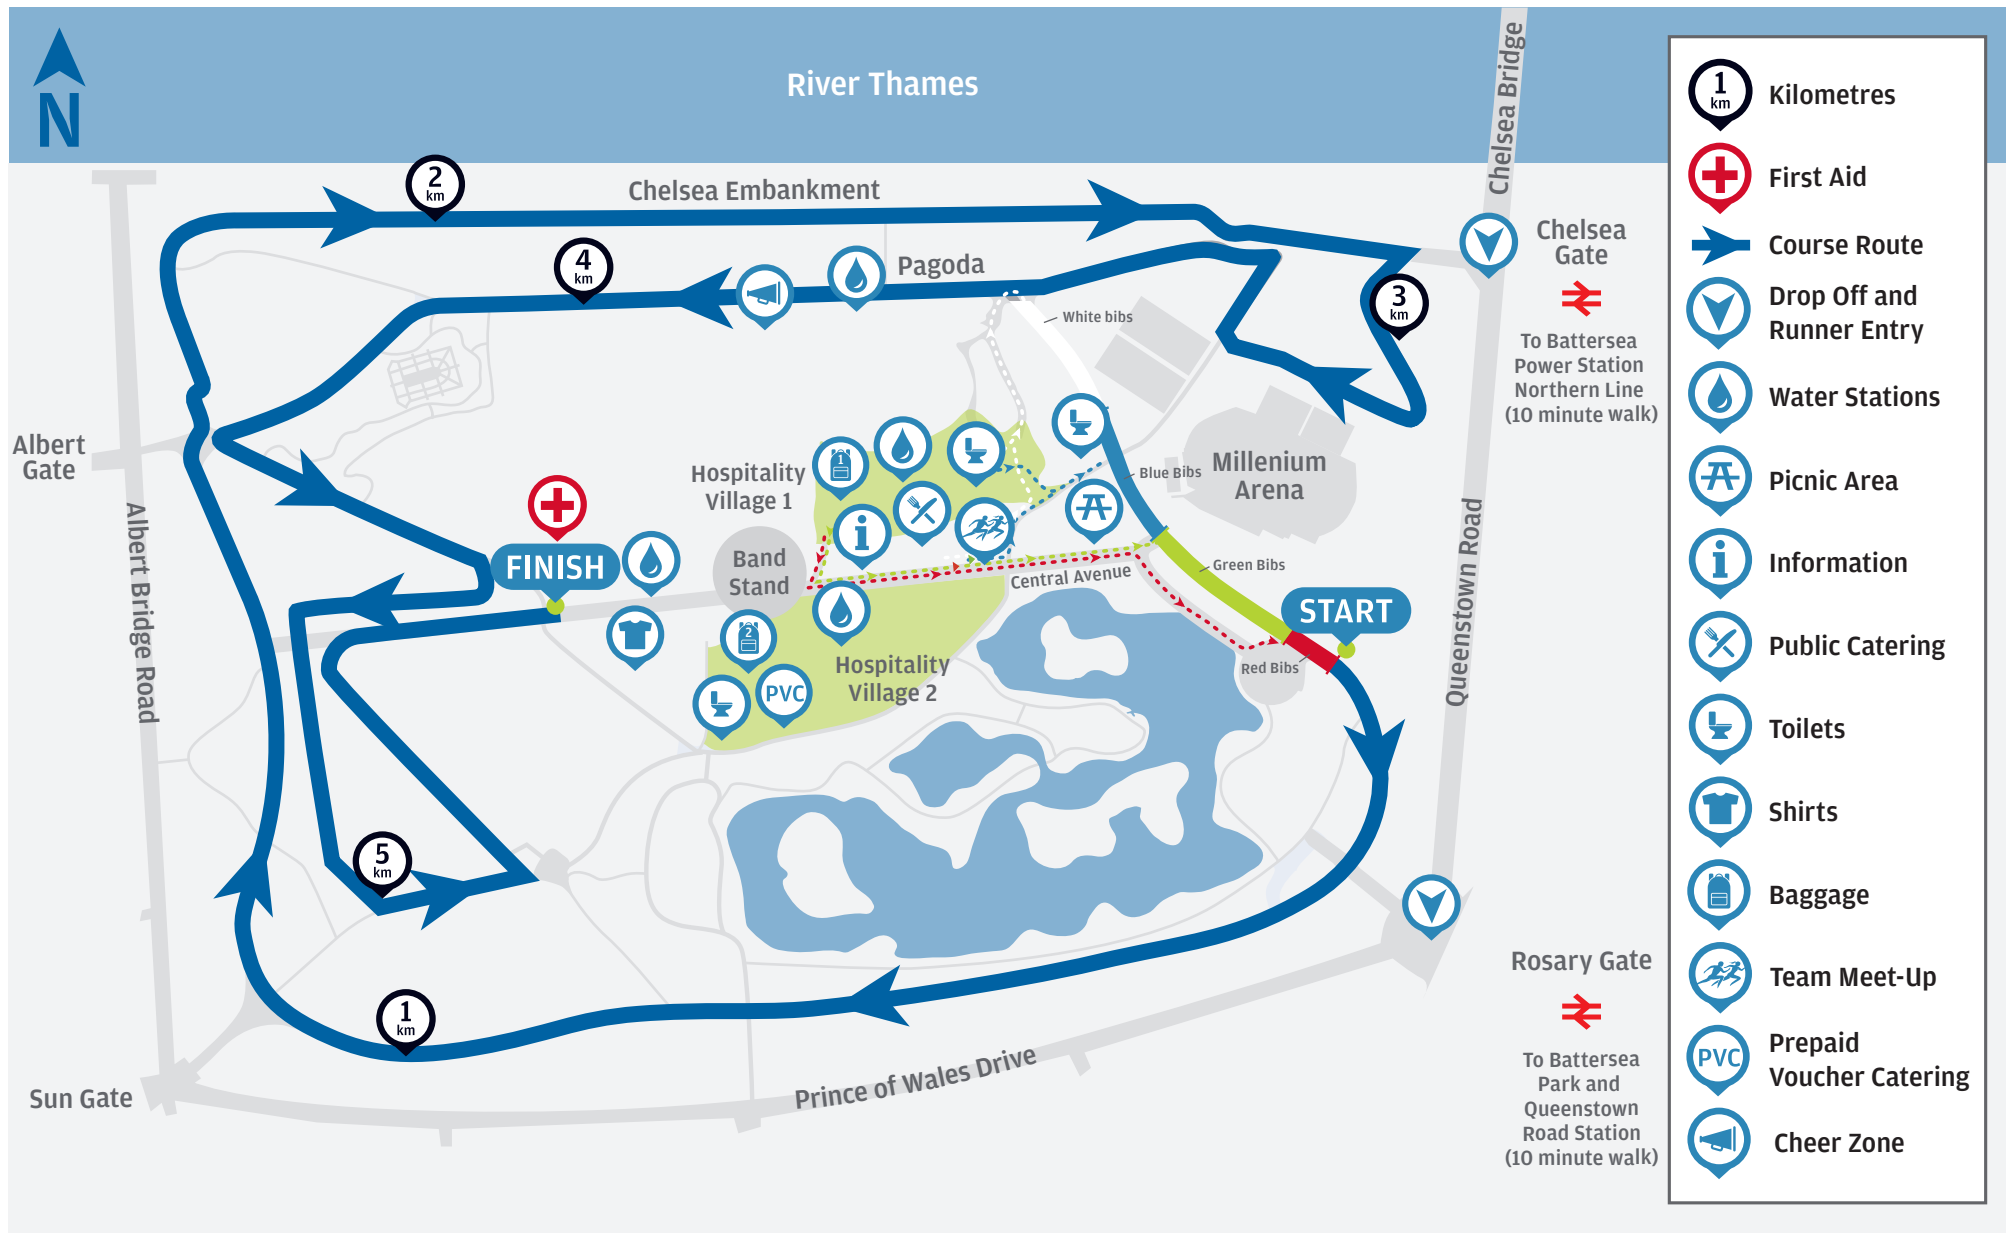 N
River Thames
Chelsea Bridge
2
km
Chelsea Embankment
4
km
Pagoda
Chelsea
Gate
3
km
White bibs
To Battersea
Power Station
Northern Line
(10 minute walk)
Albert
Gate
Albert Bridge Road
Hospitality
Village 1
1
i
Blue Bibs
Millenium
Arena
FINISH
Band
Stand
Central Avenue
Green Bibs
START
Red Bibs
Queenstown Road
2
PVC
Hospitality
Village 2
5
km
1
km
Sun Gate
Prince of Wales Drive
Rosary Gate
To Battersea
Park and
Queenstown
Road Station
(10 minute walk)
1
km
Kilometres
First Aid
Course Route
Drop Off and
Runner Entry
Water Stations
Picnic Area
i
Information
Public Catering
Toilets
Shirts
Baggage
Team Meet-Up
PVC
Prepaid
Voucher Catering
Cheer Zone